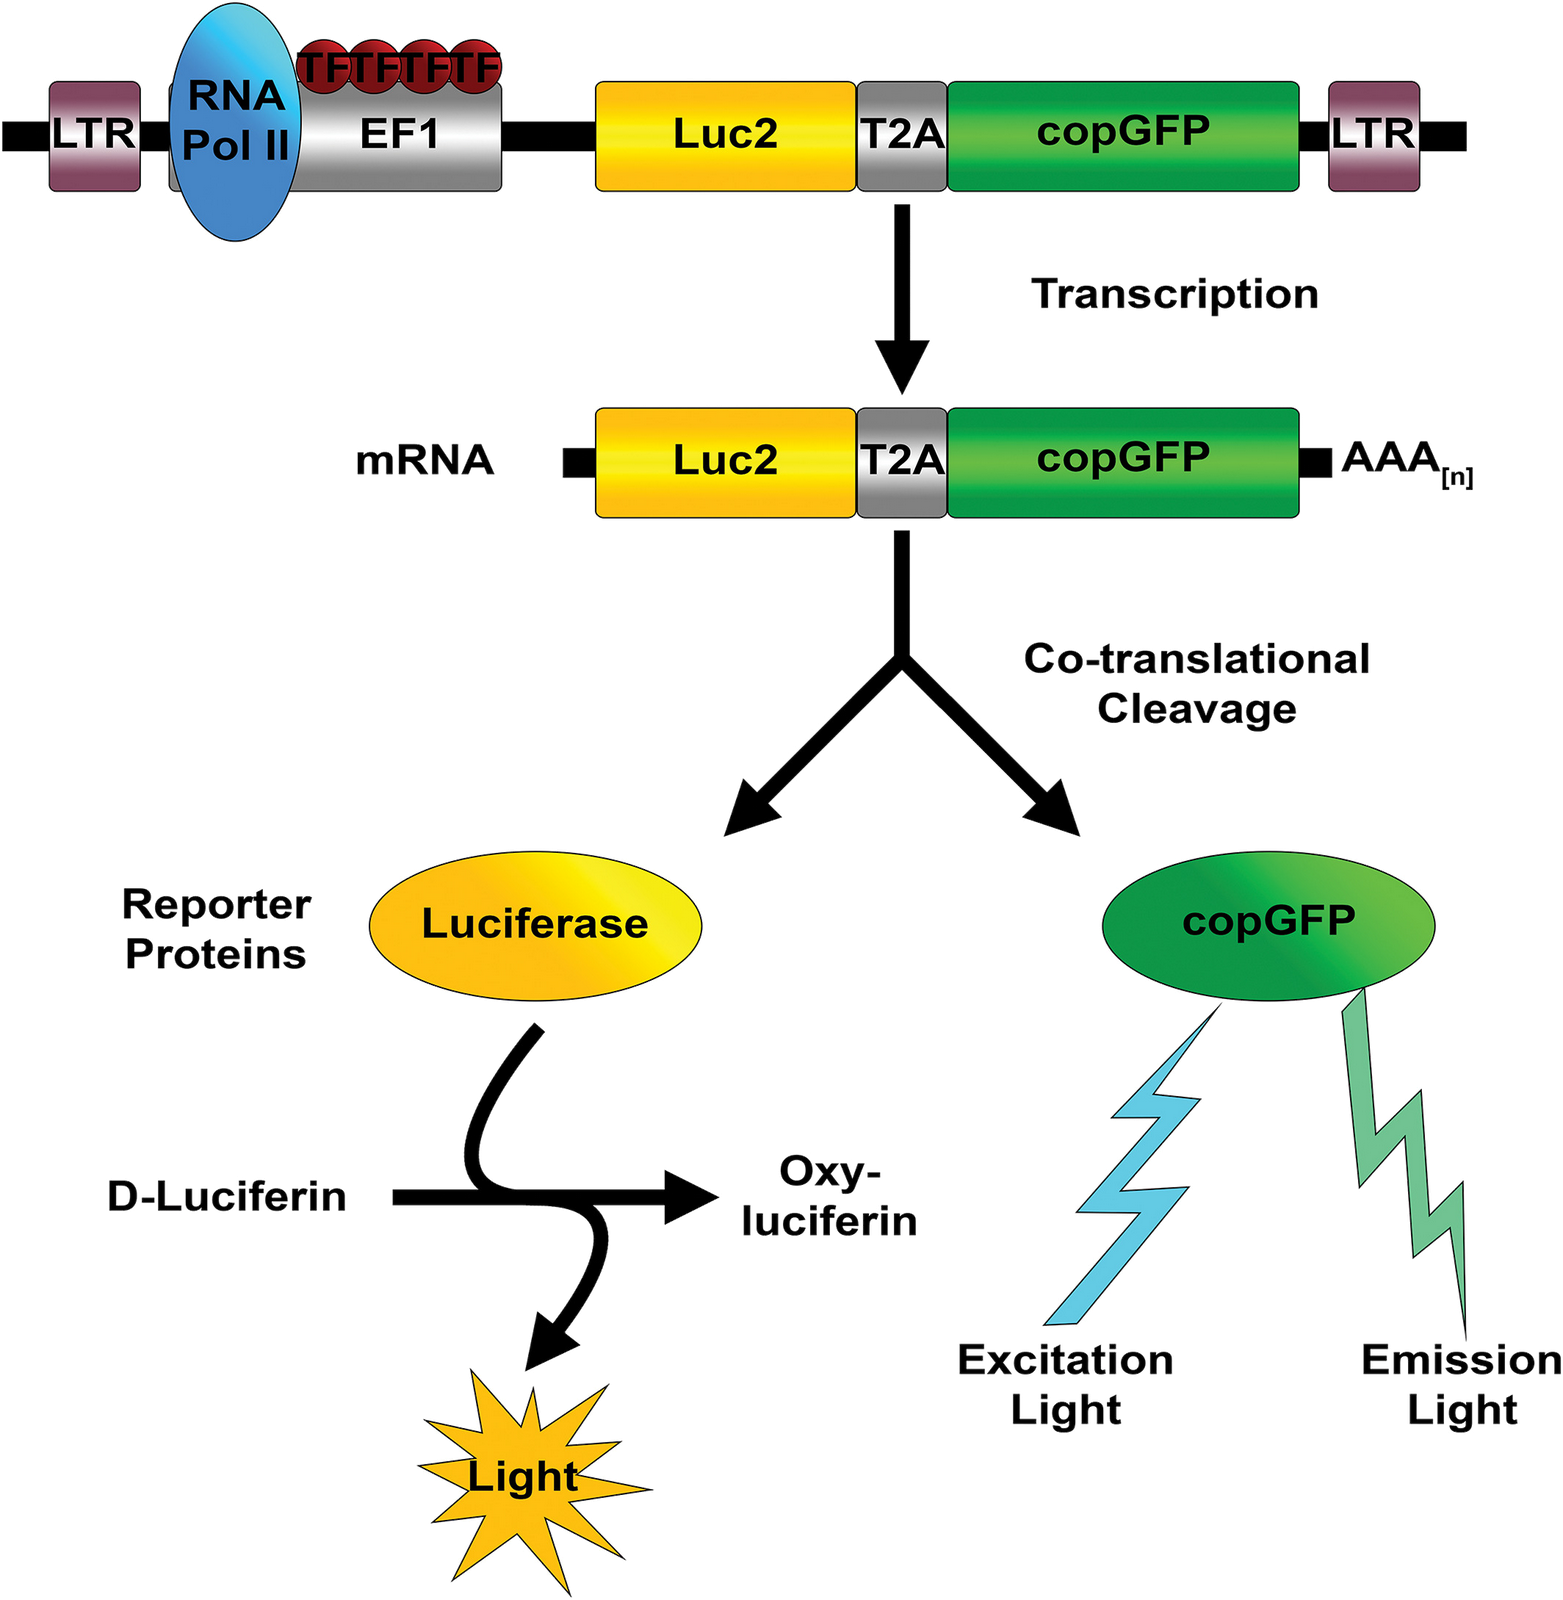 RNA
Pol II
TF TF TF TF
LTR
EF1
Luc2
T2A
copGFP
LTR
Transcription
mRNA
Luc2
T2A
copGFP
AAA[n]
Co-translational
Cleavage
Reporter
Proteins
Luciferase
copGFP
D-Luciferin
Oxy-
luciferin
Light
Excitation
Light
Emission
Light